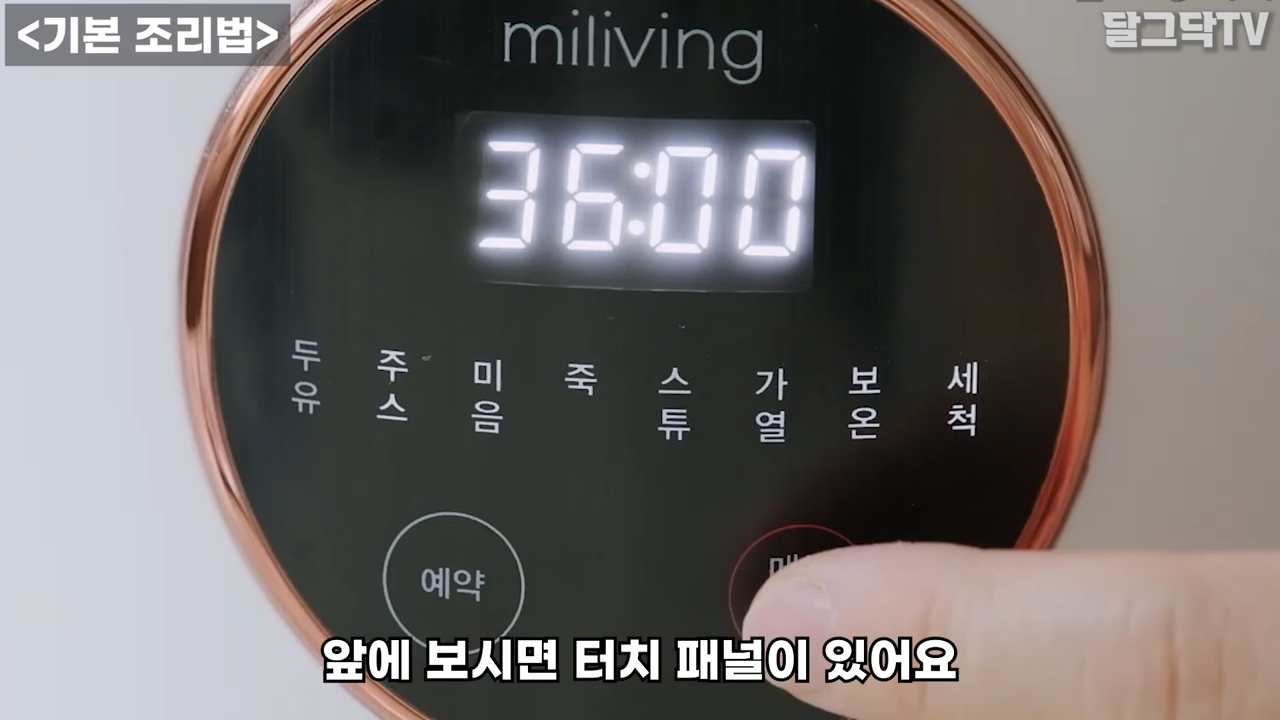 <기본 조리법>
달그닥TV
miliving
36:00
두유 주스 미음 죽 스튜 가열 보온 세척
예약
앞에 보시면 터치 패널이 있어요